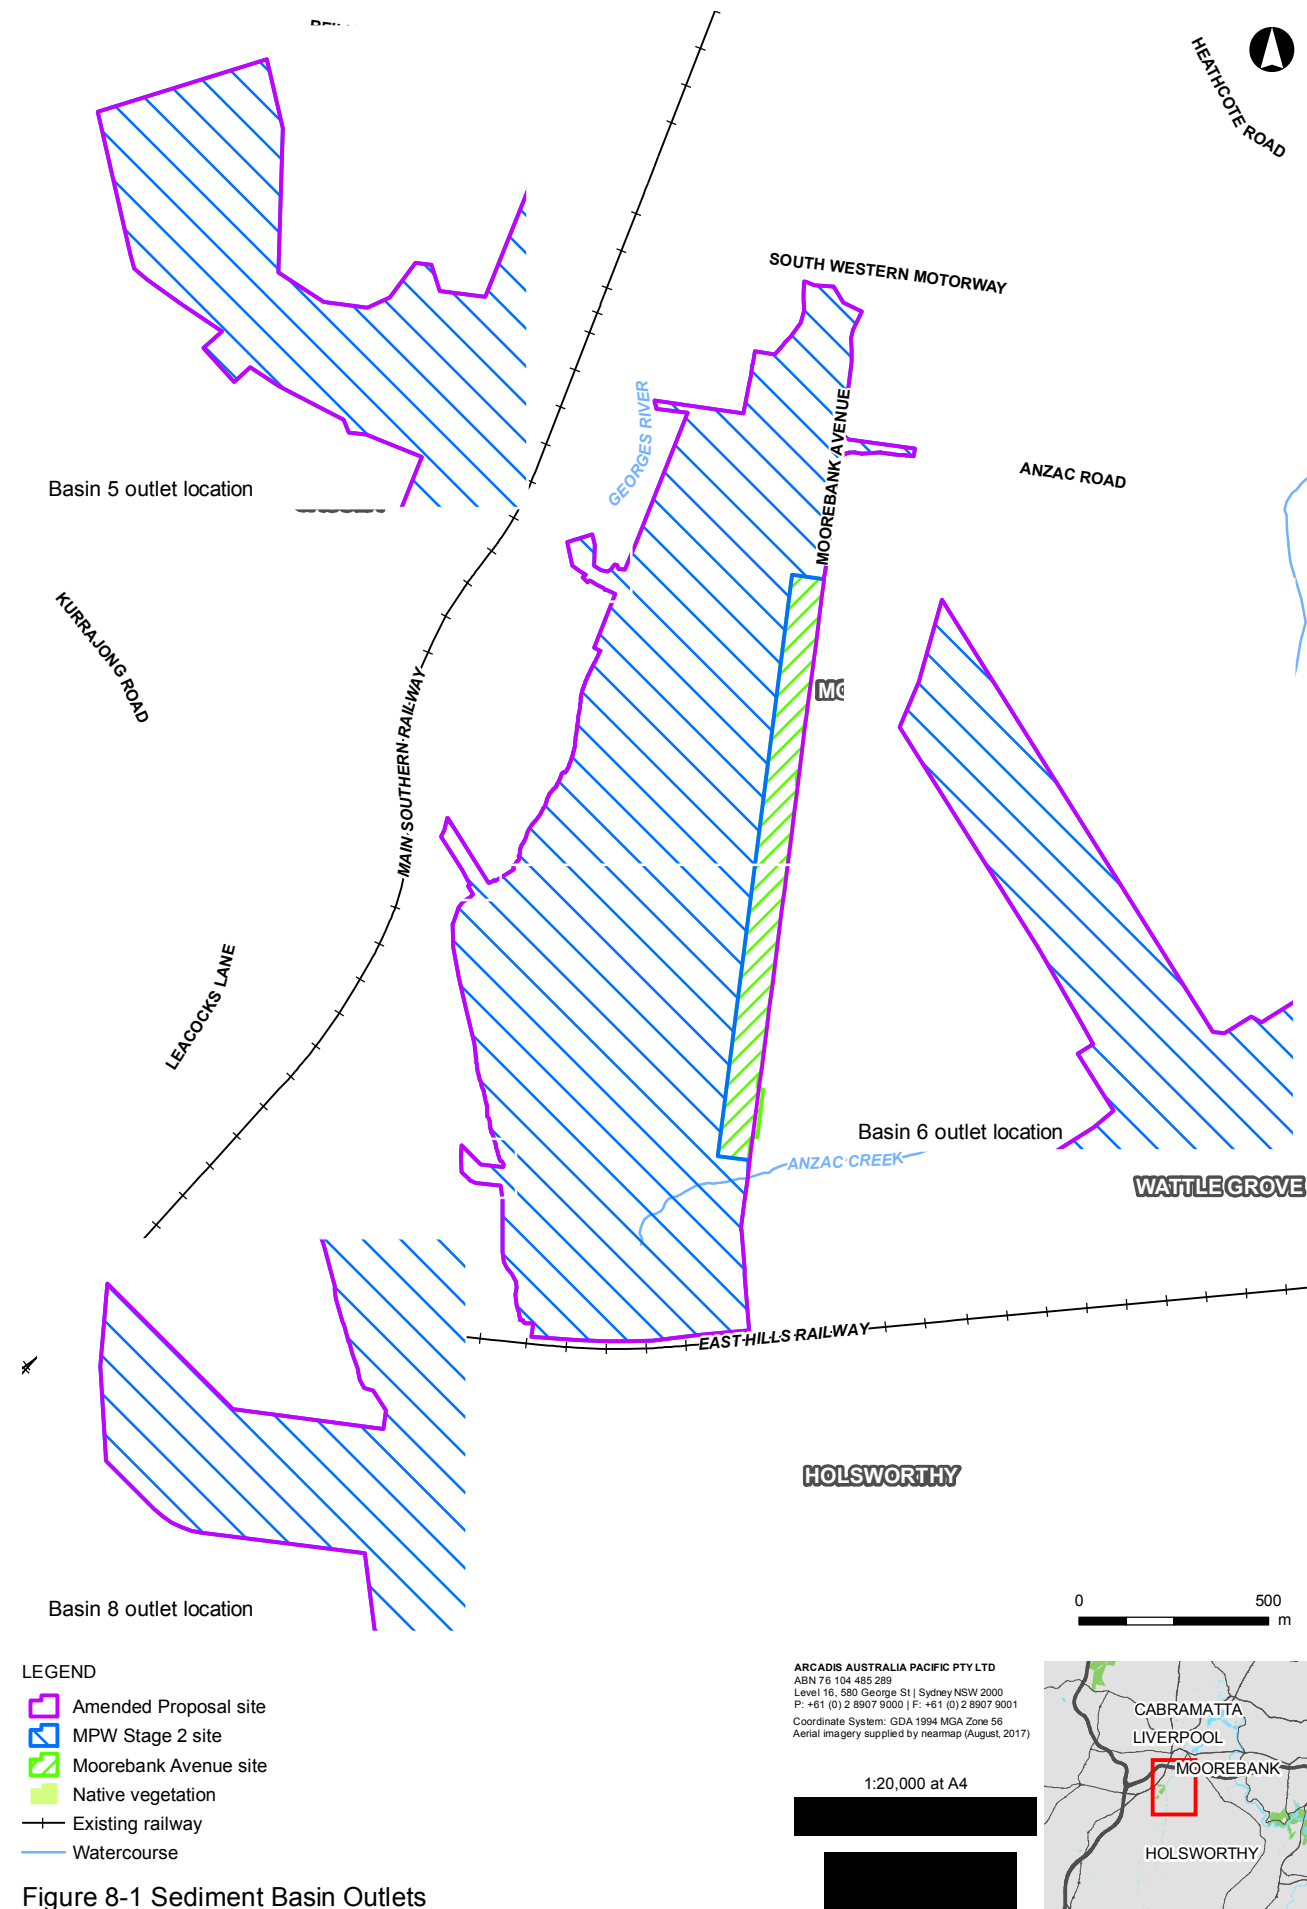 HEATHCOTE ROAD
SOUTH WESTERN MOTORWAY
GEORGES RIVER
MOOREBANK AVENUE
ANZAC ROAD
Basin 5 outlet location
KURRAJONG ROAD
MAIN SOUTHERN RAILWAY
LEACOCKS LANE
Basin 6 outlet location
ANZAC CREEK
WATTLE GROVE
EAST HILLS RAILWAY
HOLSWORTHY
Basin 8 outlet location
0 500
m
LEGEND
Amended Proposal site
MPW Stage 2 site
Moorebank Avenue site
Native vegetation
Existing railway
Watercourse
ARCADIS AUSTRALIA PACIFIC PTY LTD
ABN 76 104 485 289
Level 16, 580 George St | Sydney NSW 2000
P: +61 (0) 2 8907 9000 | F: +61 (0) 2 8907 9001
Coordinate System: GDA 1994 MGA Zone 56
Aerial imagery supplied by nearmap (August, 2017)
1:20,000 at A4
CABRAMATTA
LIVERPOOL
MOOREBANK
HOLSWORTHY
Figure 8-1 Sediment Basin Outlets